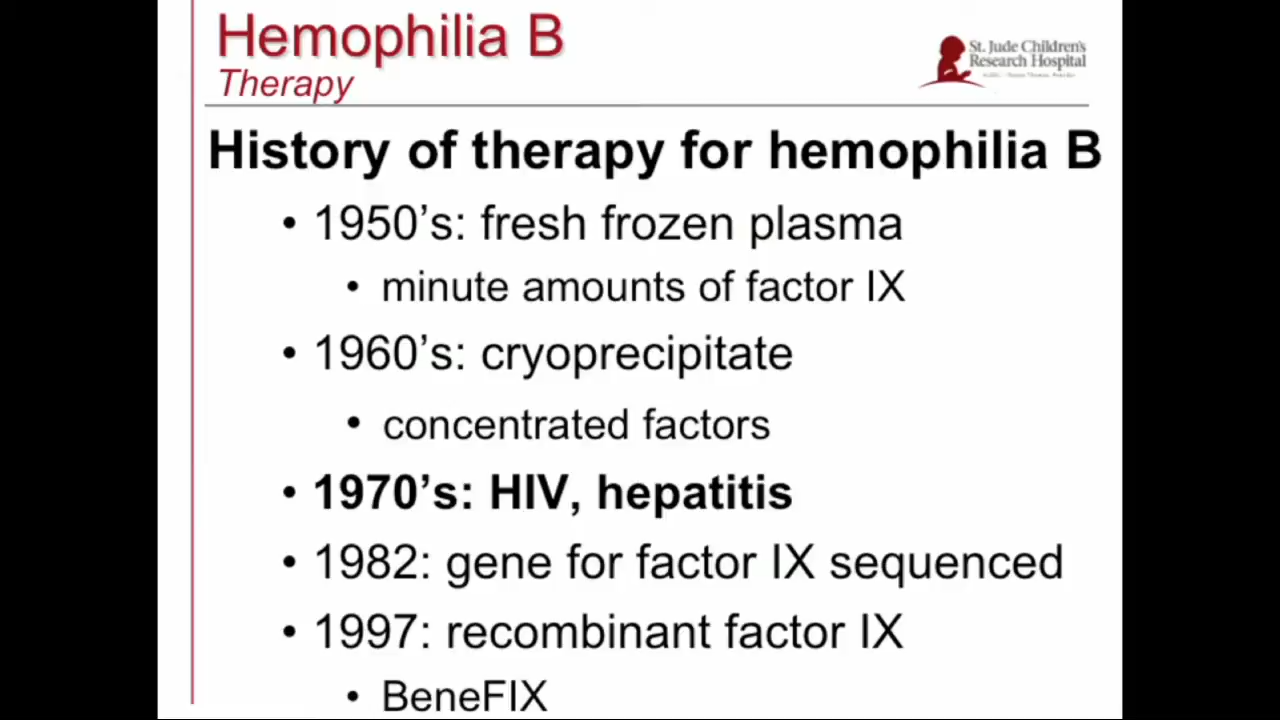 Hemophilia B
Therapy
St. Jude Children's
Research Hospital
History of therapy for hemophilia B
• 1950’s: fresh frozen plasma
• minute amounts of factor IX
• 1960’s: cryoprecipitate
• concentrated factors
• 1970’s: HIV, hepatitis
• 1982: gene for factor IX sequenced
• 1997: recombinant factor IX
• BeneFIX